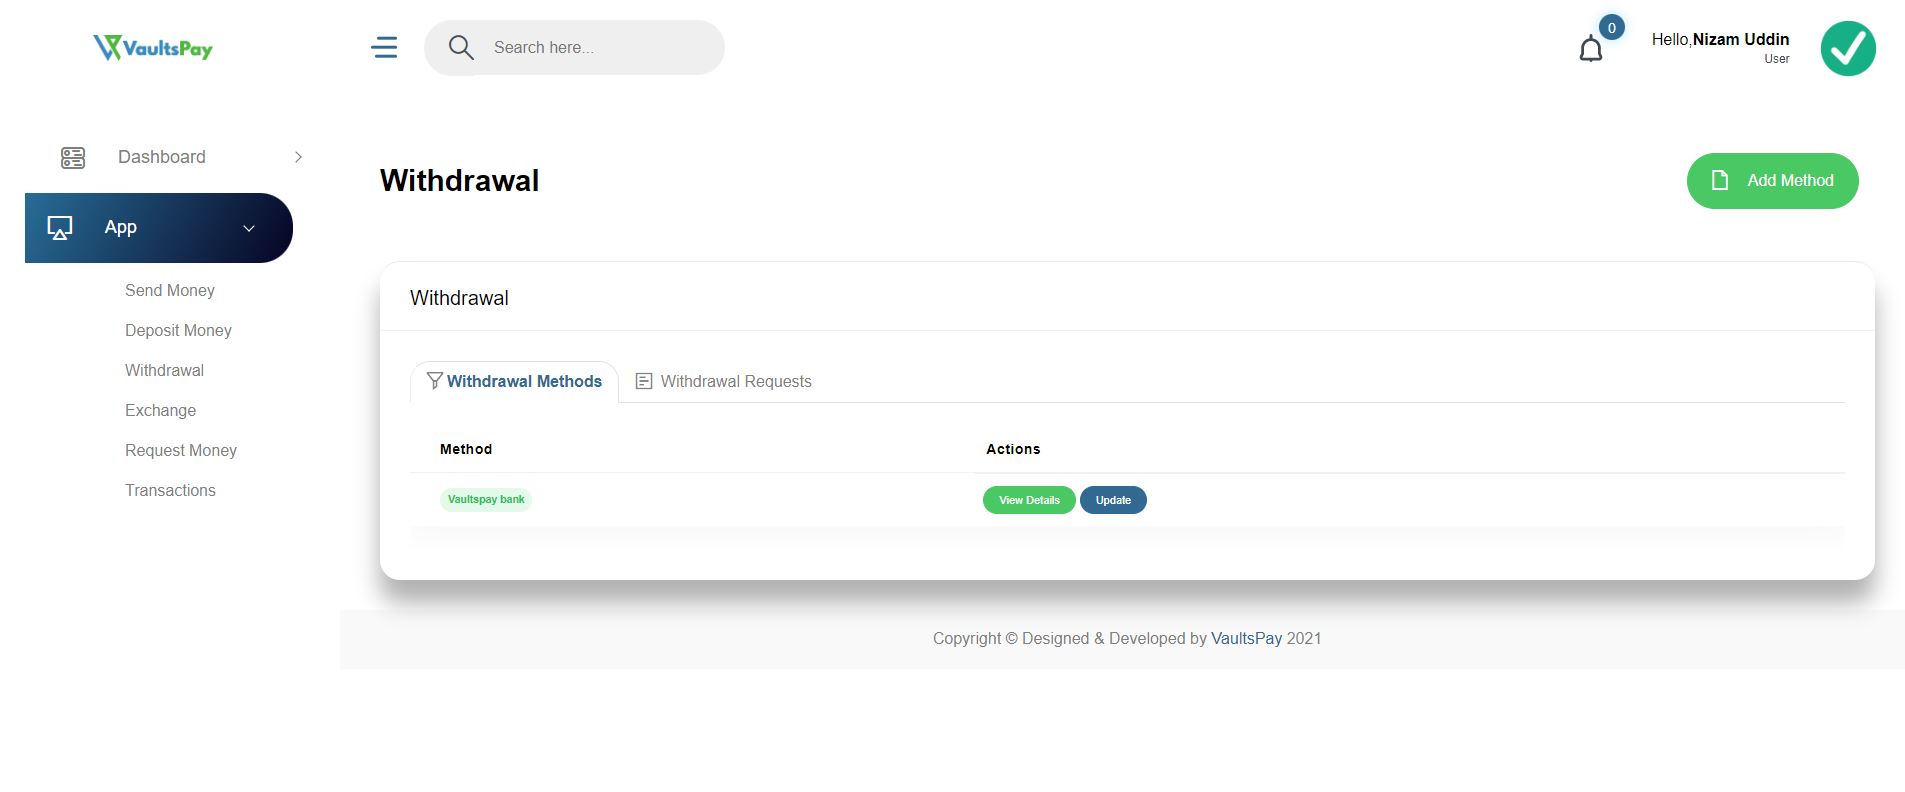 VaultsPay
Search here...
0
Hello,Nizam Uddin
User
Dashboard
App
Send Money
Deposit Money
Withdrawal
Exchange
Request Money
Transactions
Withdrawal
Add Method
Withdrawal
Withdrawal Methods
Withdrawal Requests
Method Actions
Vaultspay bank View Details Update
Copyright © Designed & Developed by VaultsPay 2021